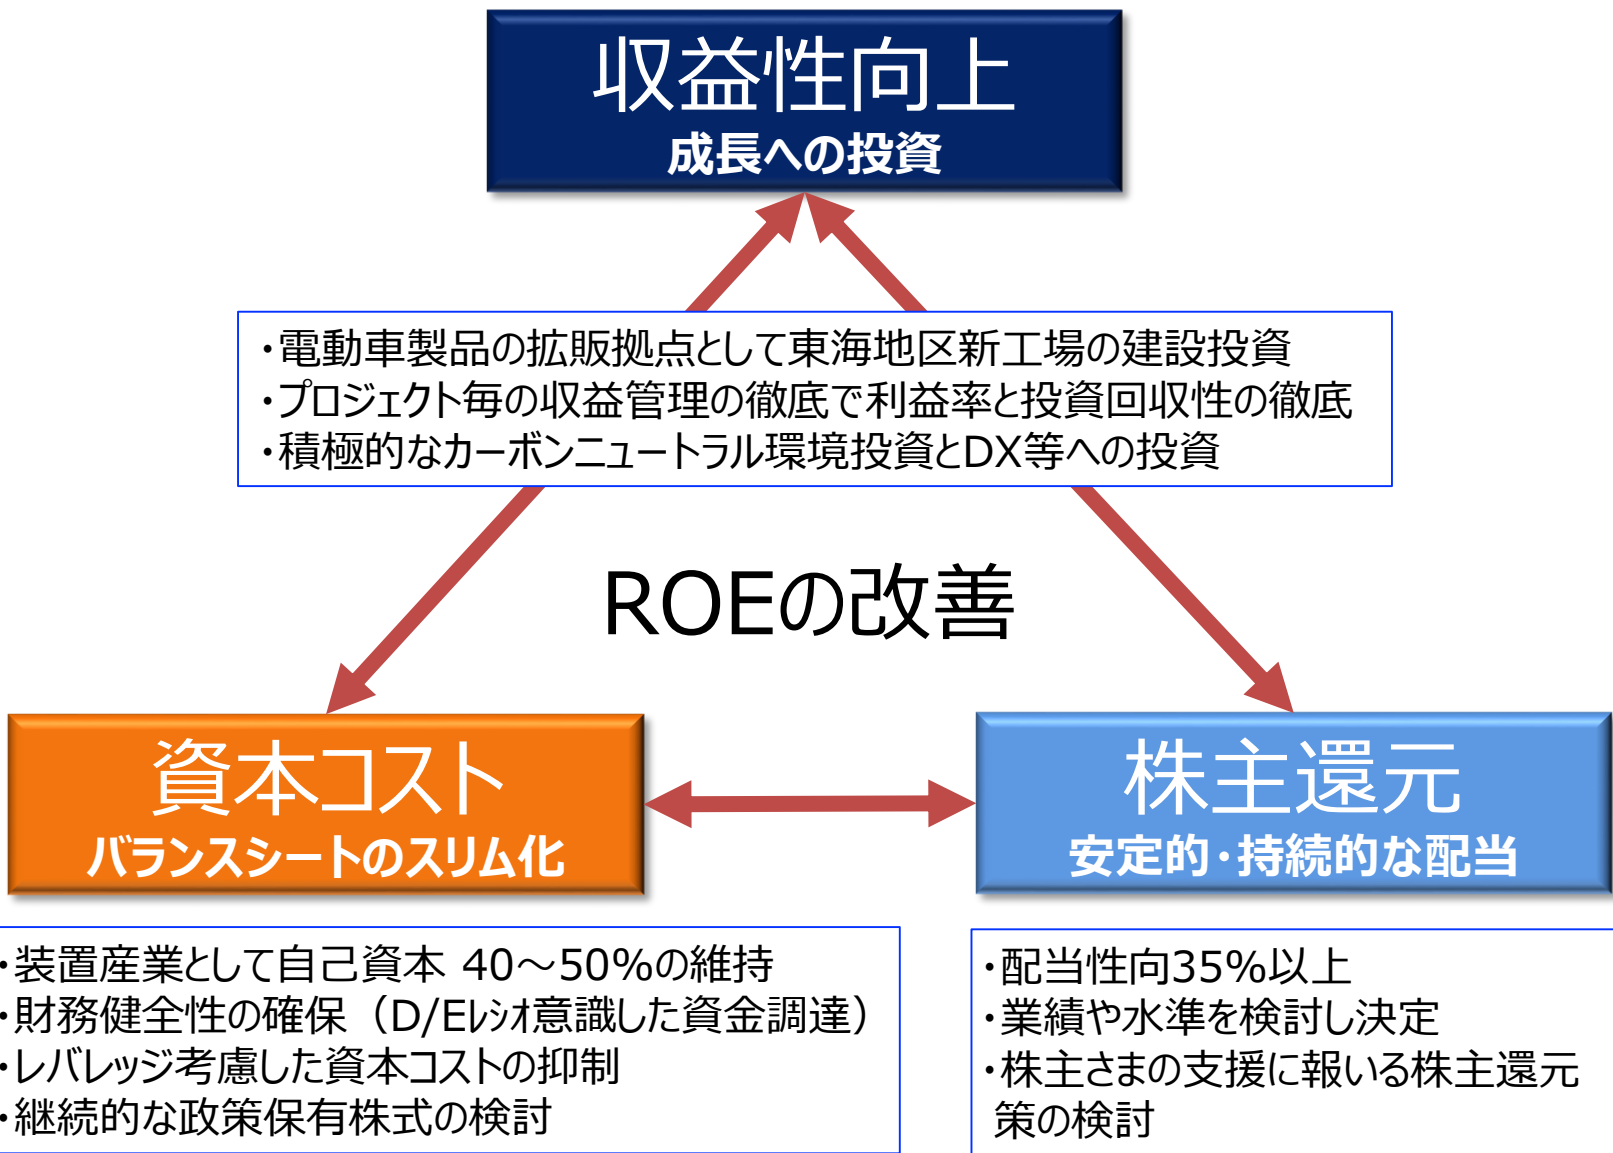 収益性向上
成長への投資
・電動車製品の拡販拠点として東海地区新工場の建設投資
・プロジェクト毎の収益管理の徹底で利益率と投資回収性の徹底
・積極的なカーボンニュートラル環境投資とDX等への投資
ROEの改善
資本コスト
バランスシートのスリム化
株主還元
安定的・持続的な配当
・装置産業として自己資本 40～50%の維持
・財務健全性の確保（D/Eﾚｼｵ意識した資金調達）
・レバレッジ考慮した資本コストの抑制
・継続的な政策保有株式の検討
・配当性向35%以上
・業績や水準を検討し決定
・株主さまの支援に報いる株主還元
策の検討